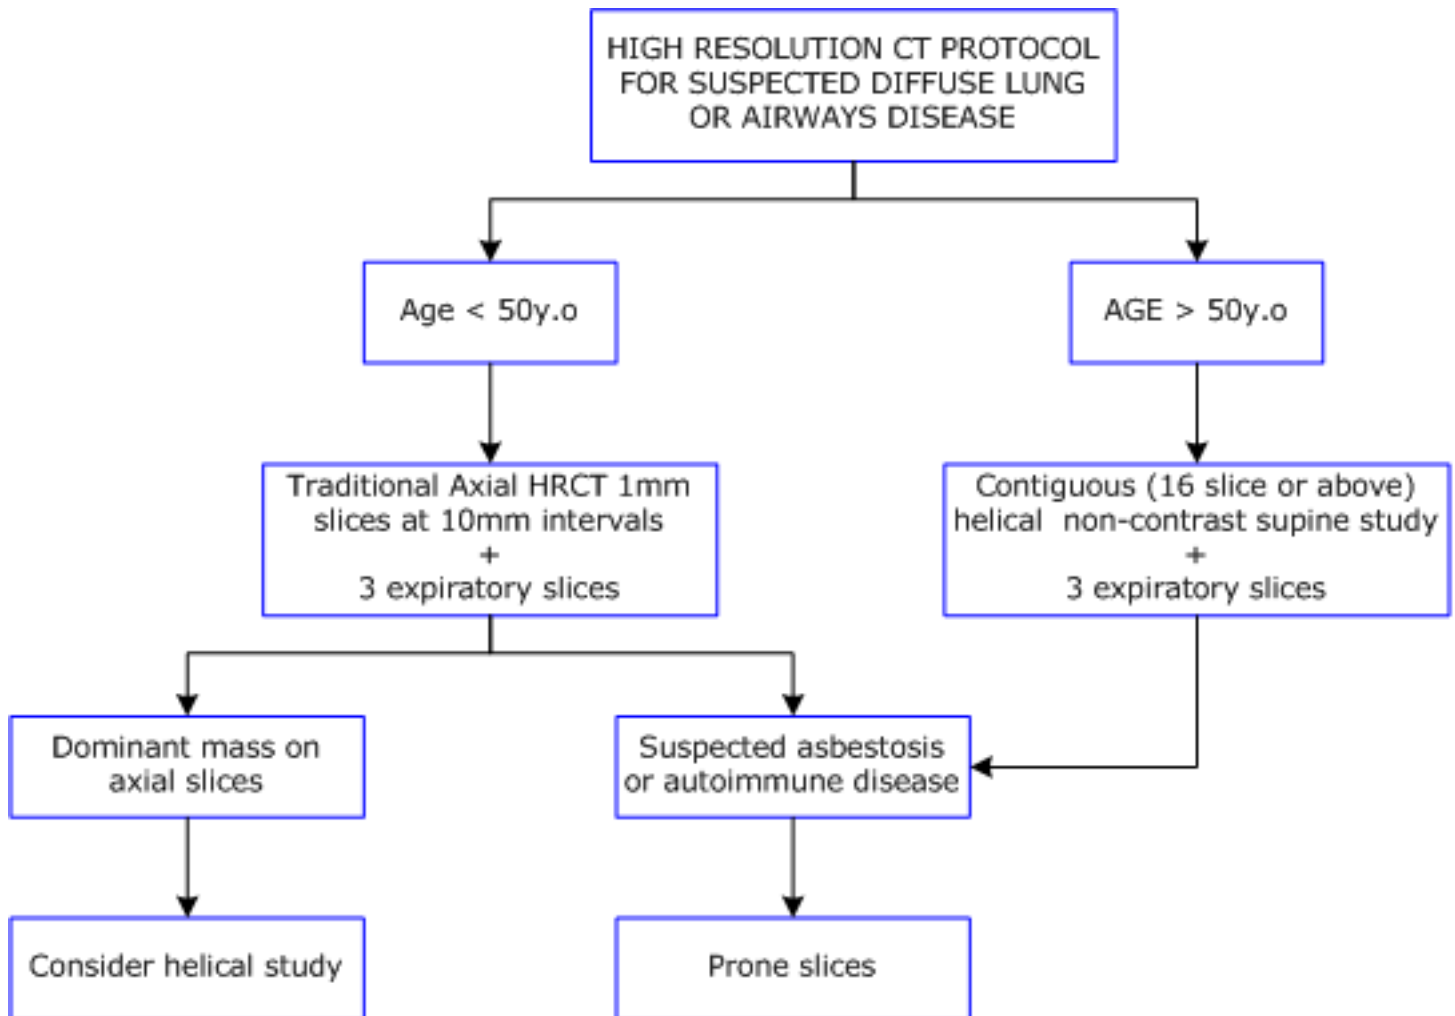 HIGH RESOLUTION CT PROTOCOL
FOR SUSPECTED DIFFUSE LUNG
OR AIRWAYS DISEASE
Age < 50y.o
AGE > 50y.o
Traditional Axial HRCT 1mm
slices at 10mm intervals
+
3 expiratory slices
Contiguous (16 slice or above)
helical  non-contrast supine study
+
3 expiratory slices
Dominant mass on
axial slices
Suspected asbestosis
or autoimmune disease
Consider helical study
Prone slices